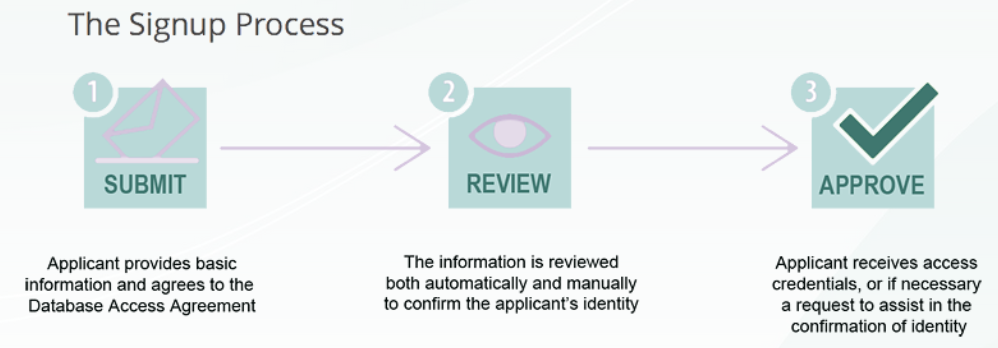 The Signup Process
1
SUBMIT
2
REVIEW
3
APPROVE
Applicant provides basic
information and agrees to the
Database Access Agreement
The information is reviewed
both automatically and manually
to confirm the applicant's identity
Applicant receives access
credentials, or if necessary
a request to assist in the
confirmation of identity